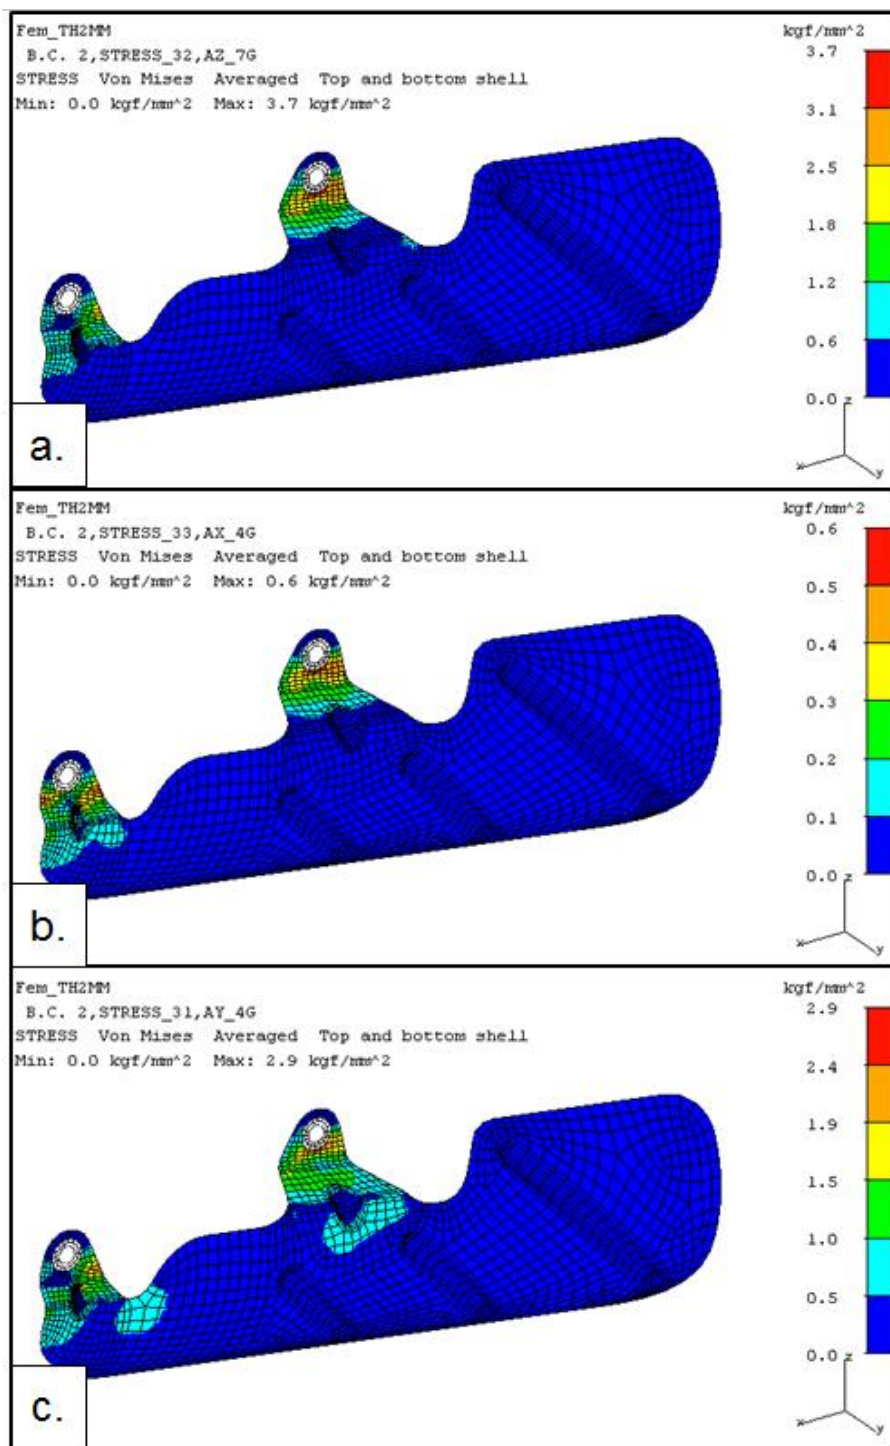 Fem_TH2MM
B.C. 2,STRESS_32,AZ_7G
STRESS Von Mises Averaged Top and bottom shell
Min: 0.0 kgf/mm^2 Max: 3.7 kgf/mm^2
kgf/mm^2
3.7
3.1
2.5
1.8
1.2
0.6
0.0 z
x
y
a.
Fem_TH2MM
B.C. 2,STRESS_33,AX_4G
STRESS Von Mises Averaged Top and bottom shell
Min: 0.0 kgf/mm^2 Max: 0.6 kgf/mm^2
kgf/mm^2
0.6
0.5
0.4
0.3
0.2
0.1
0.0 z
x
y
b.
Fem_TH2MM
B.C. 2,STRESS_31,AY_4G
STRESS Von Mises Averaged Top and bottom shell
Min: 0.0 kgf/mm^2 Max: 2.9 kgf/mm^2
kgf/mm^2
2.9
2.4
1.9
1.5
1.0
0.5
0.0 z
x
y
c.